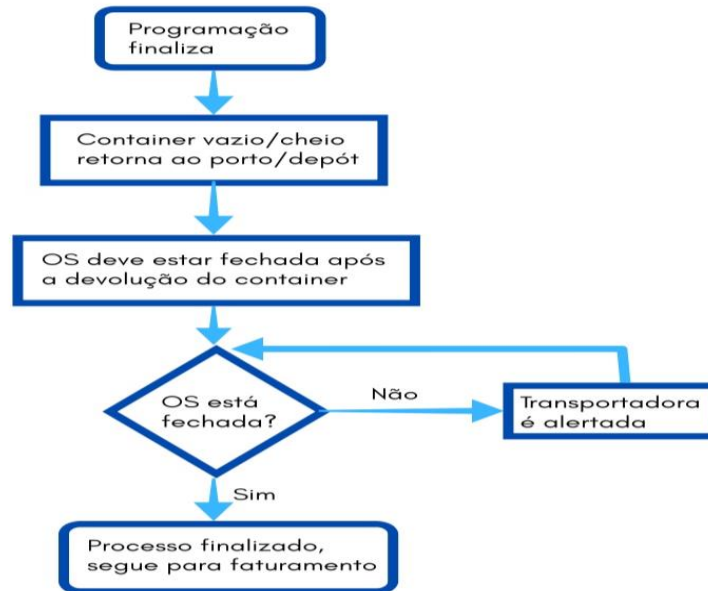 Programação
finaliza
Container vazio/cheio
retorna ao porto/depót
OS deve estar fechada após
a devolução do container
OS está
fechada?
Não
Transportadora
é alertada
Sim
Processo finalizado,
segue para faturamento